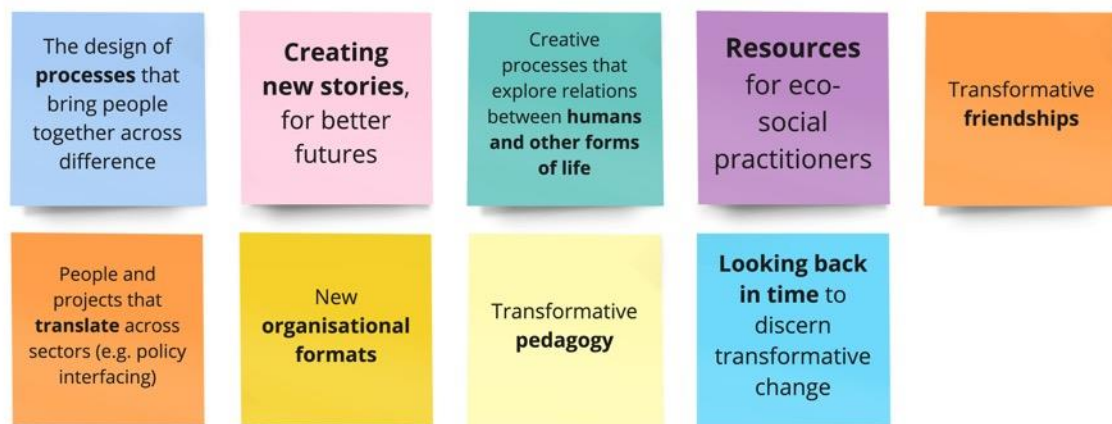 The design of
processes that
bring people
together across
difference
Creating
new stories,
for better
futures
Creative
processes that
explore relations
between humans
and other forms
of life
Resources
for eco-
social
practitioners
Transformative
friendships
People and
projects that
translate across
sectors (e.g. policy
interfacing)
New
organisational
formats
Transformative
pedagogy
Looking back
in time to
discern
transformative
change